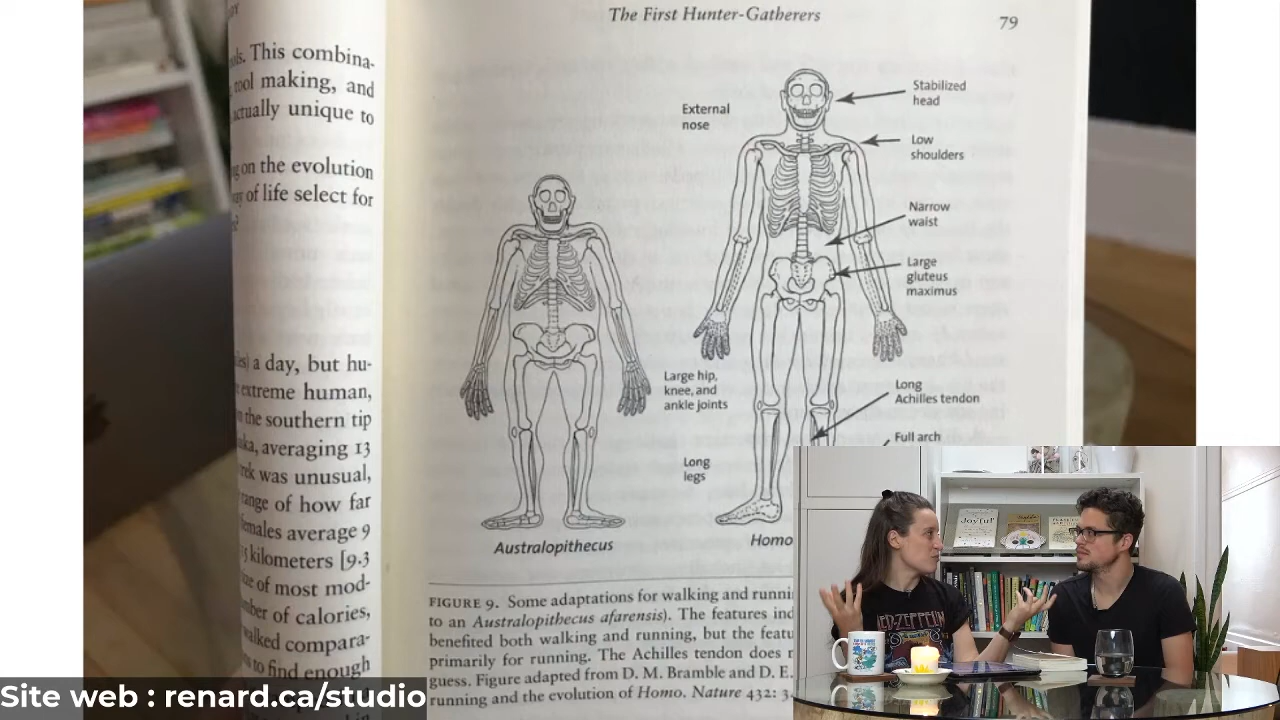 The First Hunter-Gatherers
79
ols. This combina-
tool making, and
actually unique to
on the evolution
way of life select for
a day, but hu-
extreme human,
the southern tip
averaging 13
was unusual,
range of how far
females average 9
kilometers [9.3
of most mod-
number of calories,
walked compara-
to find enough
External
nose
Stabilized
head
Low
shoulders
Narrow
waist
Large
gluteus
maximus
Large hip,
knee, and
ankle joints
Long
Achilles tendon
Full arch
Long
legs
Australopithecus
Homo
FIGURE 9. Some adaptations for walking and runni
to an Australopithecus afarensis). The features ind
benefited both walking and running, but the featu
primarily for running. The Achilles tendon does n
guess. Figure adapted from D. M. Bramble and D. E.
running and the evolution of Homo. Nature 432: 3
Joyful
LED-ZEPPELIN
Site web : renard.ca/studio